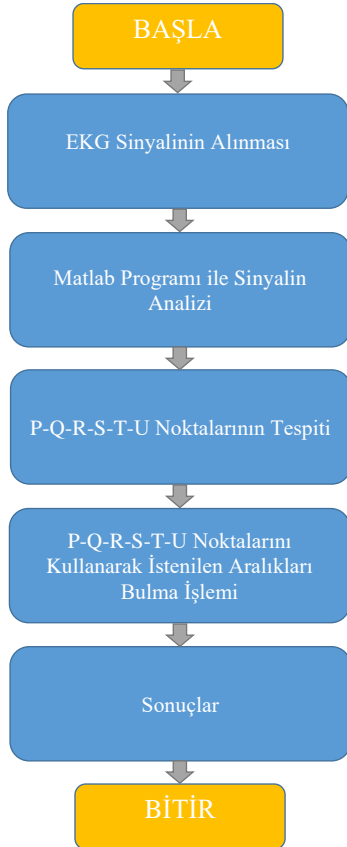 BAŞLA
EKG Sinyalinin Alınması
Matlab Programı ile Sinyalin
Analizi
P-Q-R-S-T-U Noktalarının Tespiti
P-Q-R-S-T-U Noktalarını
Kullanarak İstenilen Aralıkları
Bulma İşlemi
Sonuçlar
BİTİR